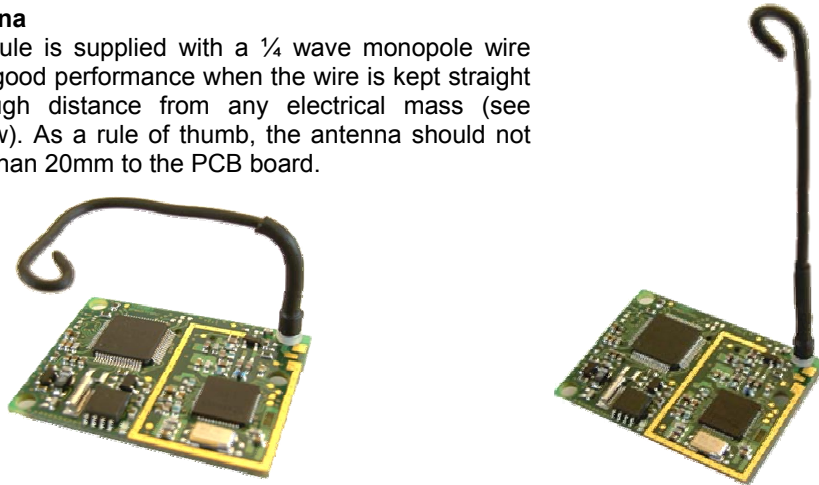 na
ule is supplied with a ¼ wave monopole wire
good performance when the wire is kept straight
ugh distance from any electrical mass (see
w). As a rule of thumb, the antenna should not
han 20mm to the PCB board.